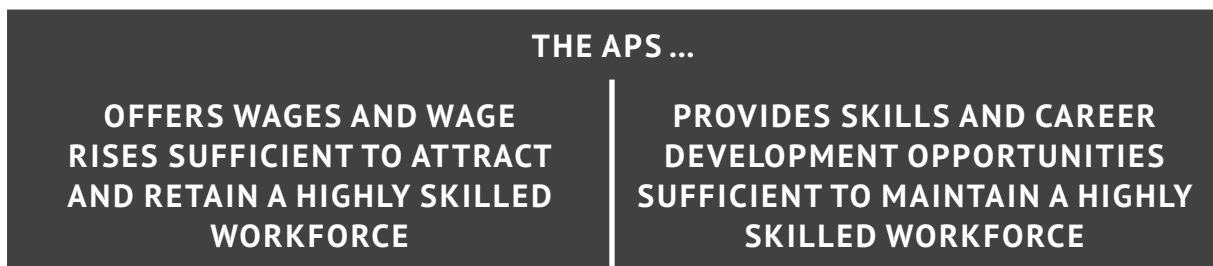 THE APS ...
OFFERS WAGES AND WAGE
RISES SUFFICIENT TO ATTRACT
AND RETAIN A HIGHLY SKILLED
WORKFORCE
PROVIDES SKILLS AND CAREER
DEVELOPMENT OPPORTUNITIES
SUFFICIENT TO MAINTAIN A HIGHLY
SKILLED WORKFORCE